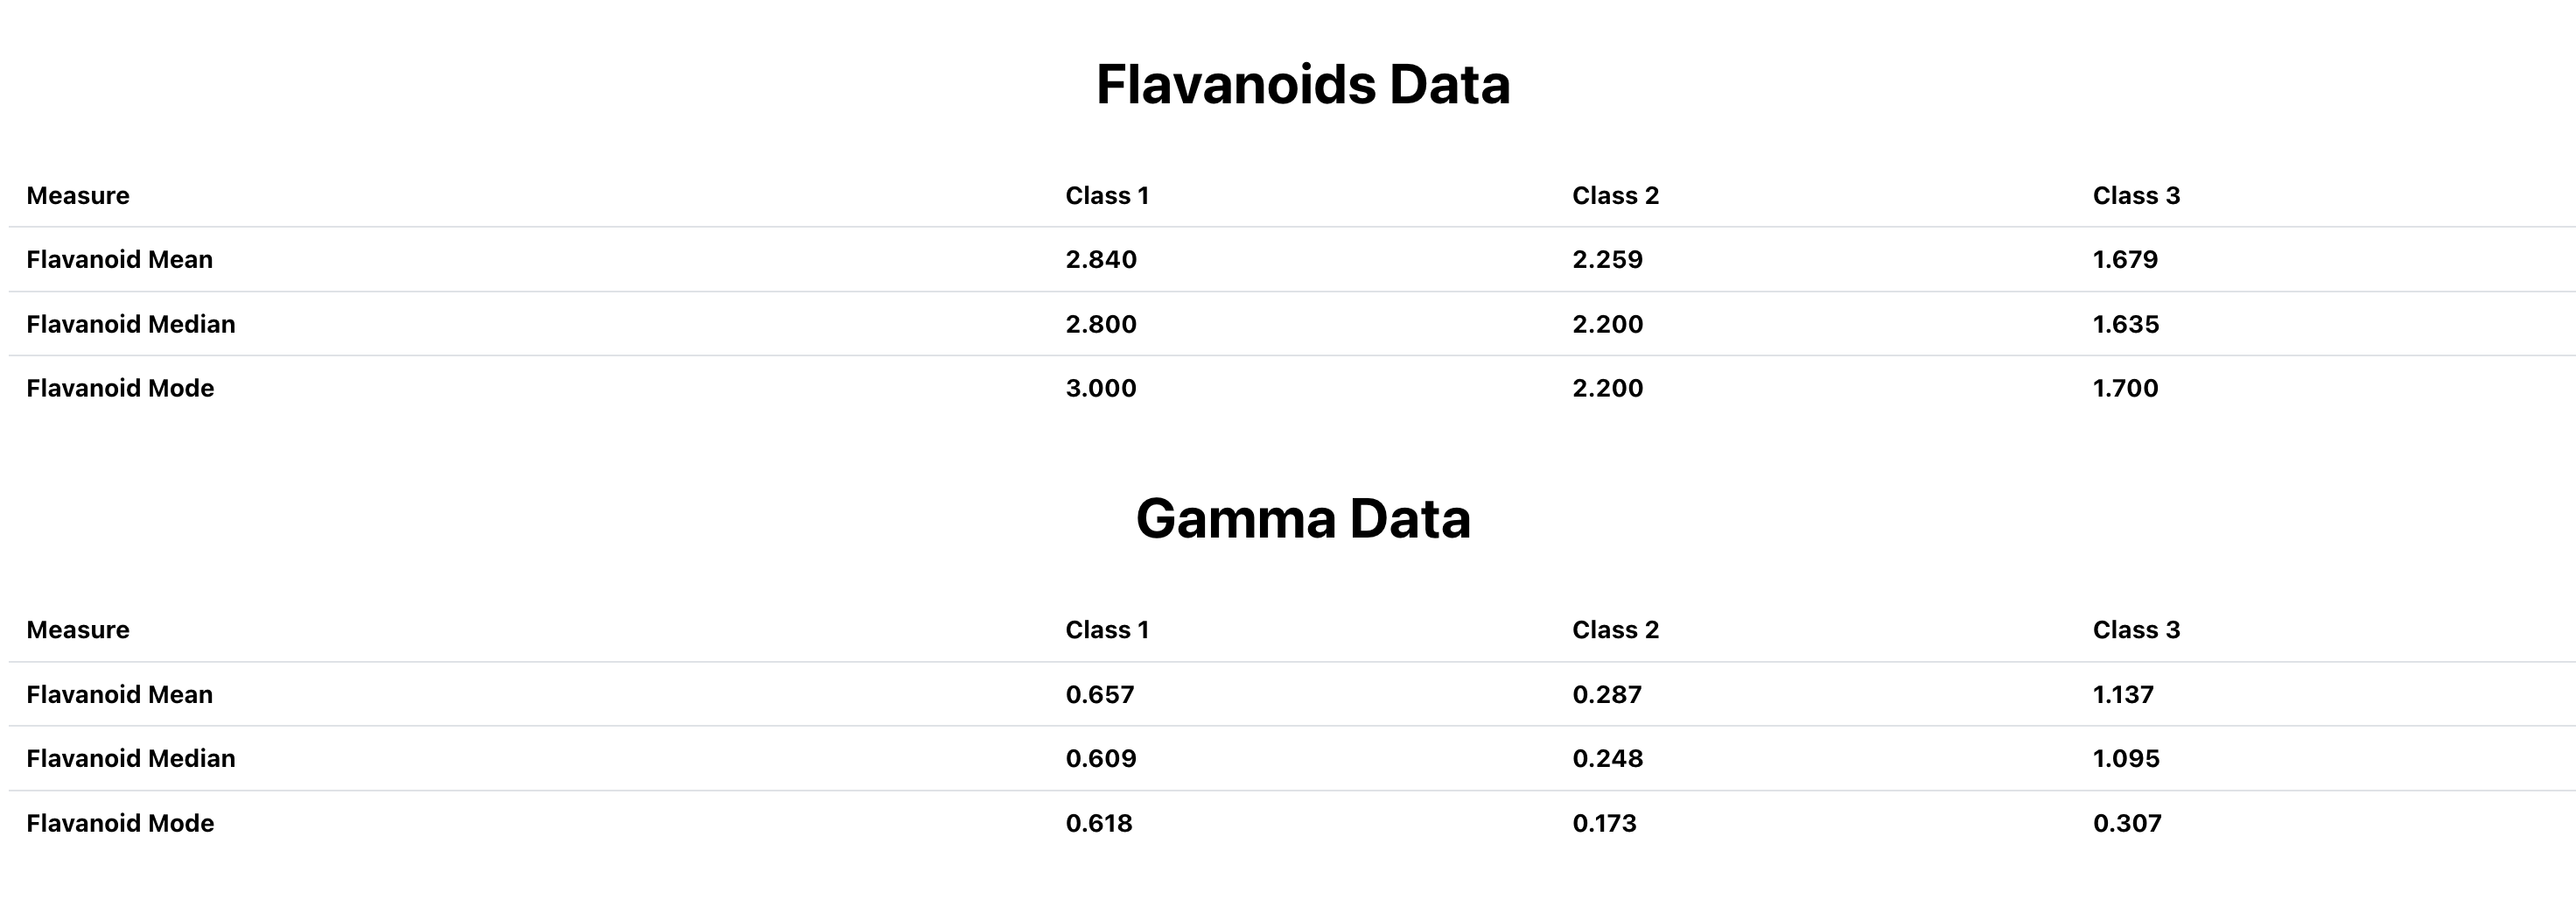 Flavanoids Data
Measure Class 1 Class 2 Class 3
Flavanoid Mean 2.840 2.259 1.679
Flavanoid Median 2.800 2.200 1.635
Flavanoid Mode 3.000 2.200 1.700
Gamma Data
Measure Class 1 Class 2 Class 3
Flavanoid Mean 0.657 0.287 1.137
Flavanoid Median 0.609 0.248 1.095
Flavanoid Mode 0.618 0.173 0.307